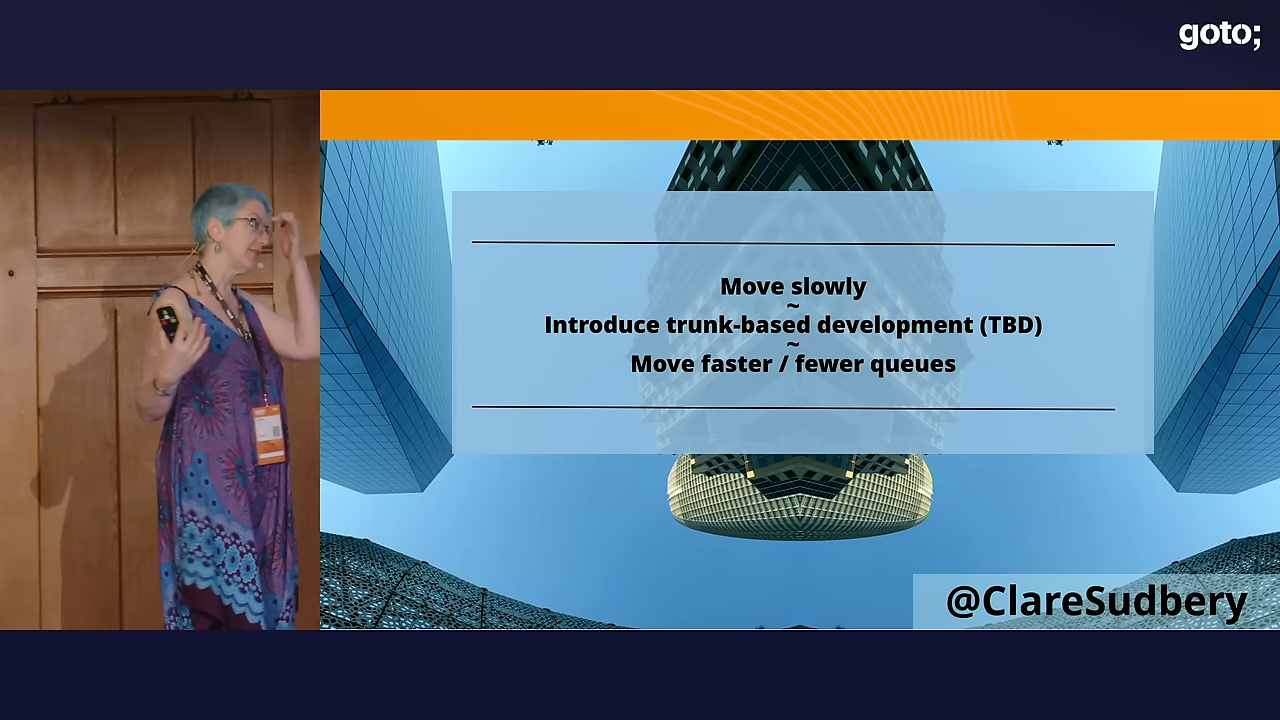 goto;
Move slowly
~
Introduce trunk-based development (TBD)
~
Move faster / fewer queues
@ClareSudbery